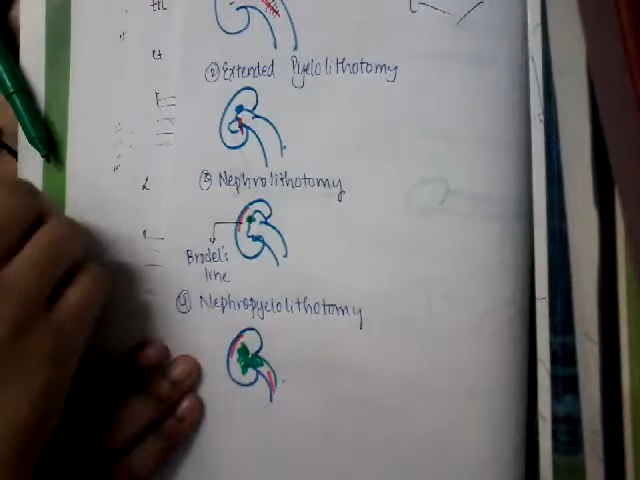 ② Extended Pyelolithotomy
③ Nephrolithotomy
Brodel's
line
④ Nephropyelolithotomy